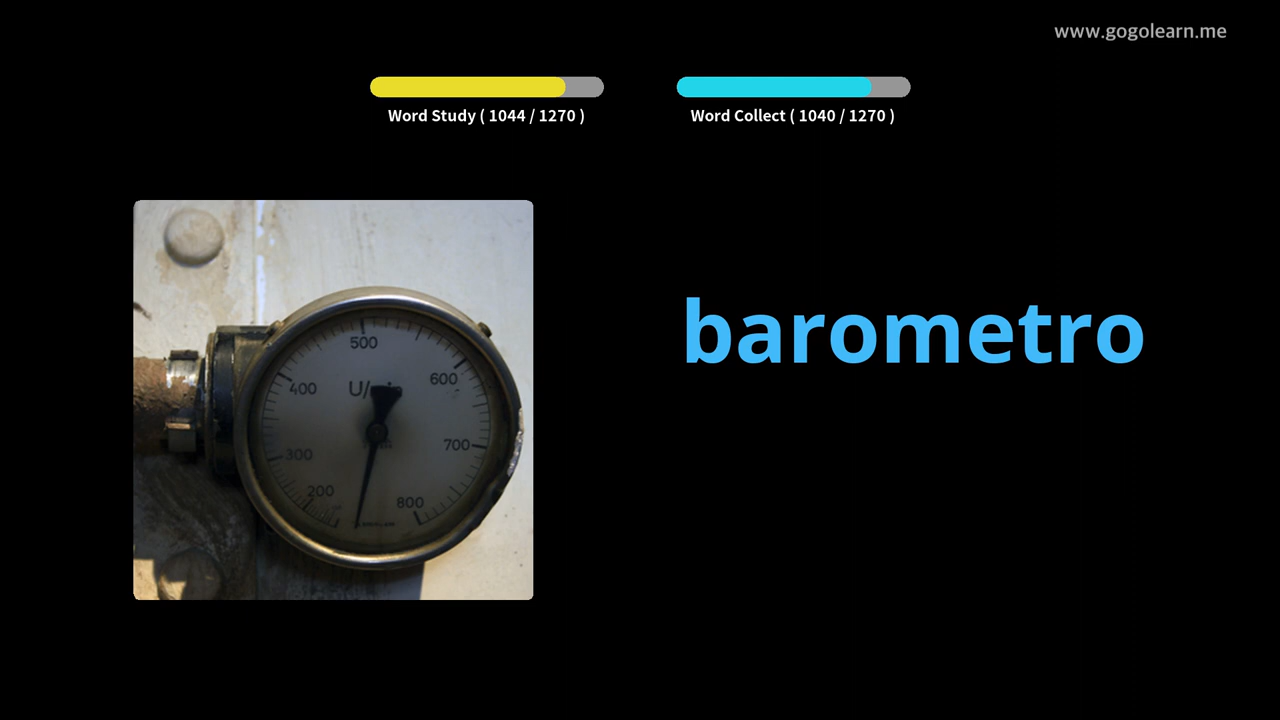 www.gogolearn.me
Word Study ( 1044 / 1270 )
Word Collect ( 1040 / 1270 )
barometro
500
400
600
300
700
200
800